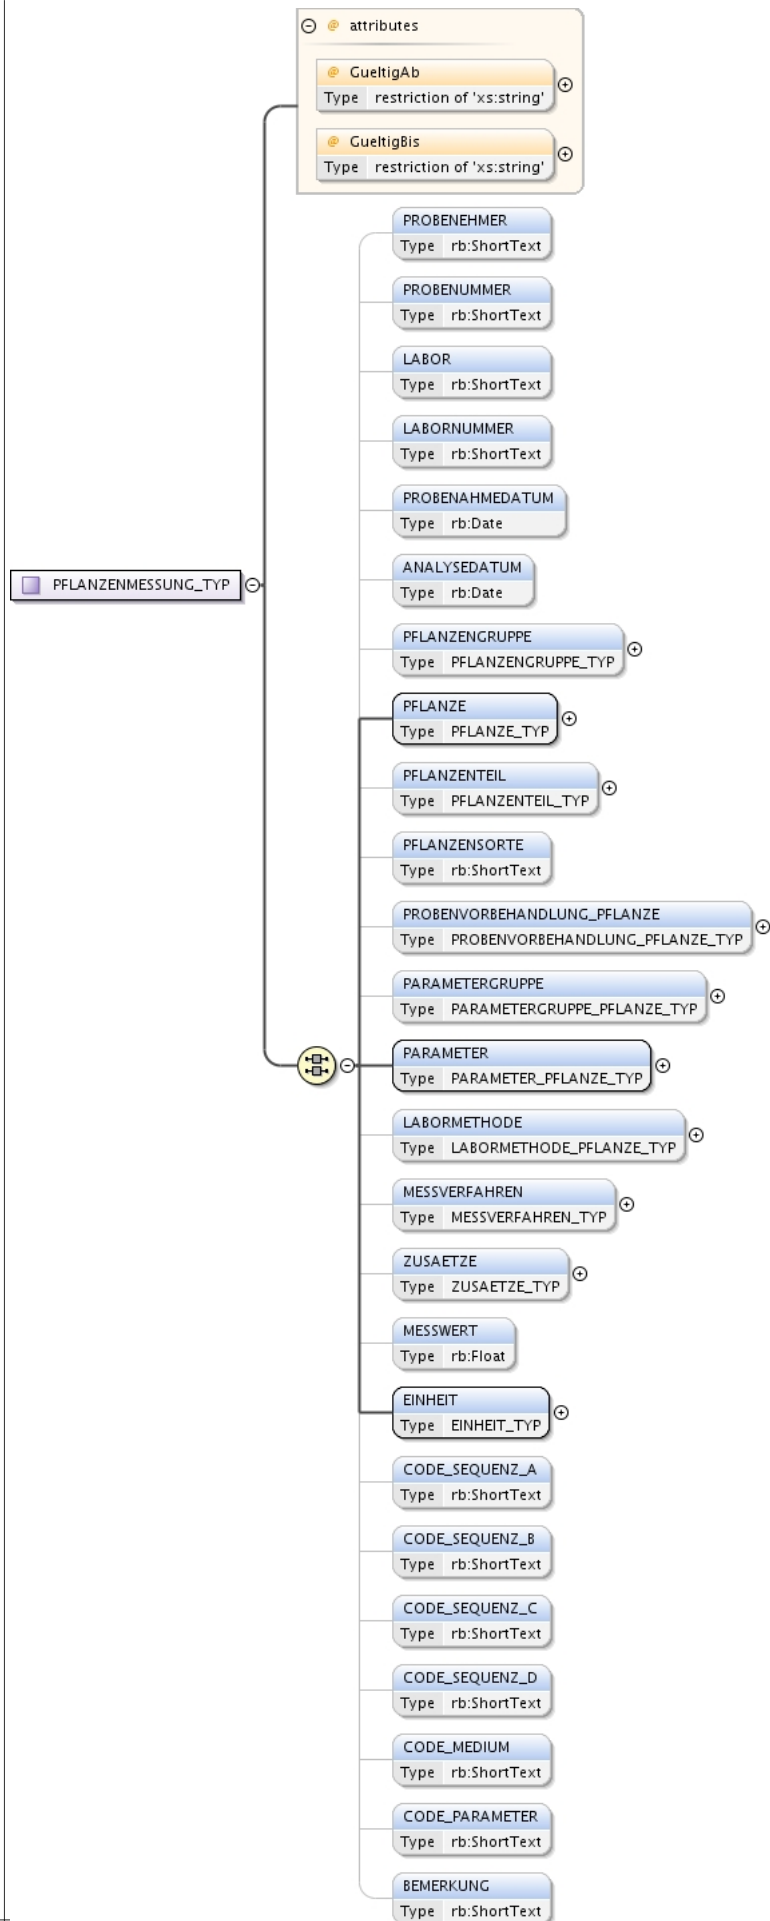 @ attributes
@ GueltigAb
Type restriction of 'xs:string'
@ GueltigBis
Type restriction of 'xs:string'
PROBENEHMER
Type rb:ShortText
PROBENUMMER
Type rb:ShortText
LABOR
Type rb:ShortText
LABORNUMMER
Type rb:ShortText
PROBENAHMEDATUM
Type rb:Date
ANALYSEDATUM
Type rb:Date
PFLANZENMESSUNG_TYP
PFLANZENGRUPPE
Type PFLANZENGRUPPE_TYP
PFLANZE
Type PFLANZE_TYP
PFLANZENTEIL
Type PFLANZENTEIL_TYP
PFLANZENSORTE
Type rb:ShortText
PROBENVORBEHANDLUNG_PFLANZE
Type PROBENVORBEHANDLUNG_PFLANZE_TYP
PARAMETERGRUPPE
Type PARAMETERGRUPPE_PFLANZE_TYP
PARAMETER
Type PARAMETER_PFLANZE_TYP
LABORMETHODE
Type LABORMETHODE_PFLANZE_TYP
MESSVERFAHREN
Type MESSVERFAHREN_TYP
ZUSAETZE
Type ZUSAETZE_TYP
MESSWERT
Type rb:Float
EINHEIT
Type EINHEIT_TYP
CODE_SEQUENZ_A
Type rb:ShortText
CODE_SEQUENZ_B
Type rb:ShortText
CODE_SEQUENZ_C
Type rb:ShortText
CODE_SEQUENZ_D
Type rb:ShortText
CODE_MEDIUM
Type rb:ShortText
CODE_PARAMETER
Type rb:ShortText
BEMERKUNG
Type rb:ShortText